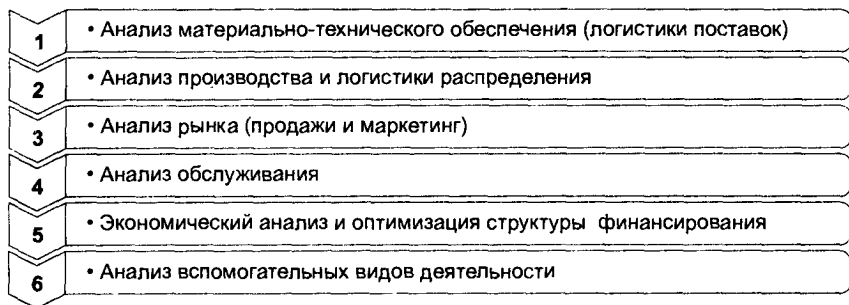 1 • Анализ материально-технического обеспечения (логистики поставок)
2 • Анализ производства и логистики распределения
3 • Анализ рынка (продажи и маркетинг)
4 • Анализ обслуживания
5 • Экономический анализ и оптимизация структуры финансирования
6 • Анализ вспомогательных видов деятельности